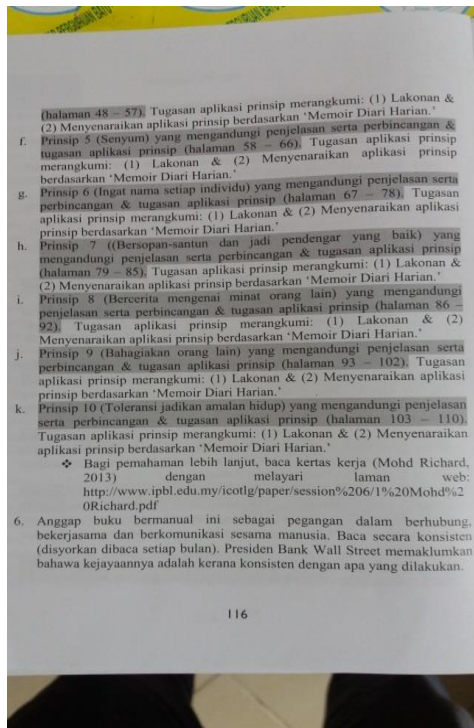 (halaman 48 – 57). Tugasan aplikasi prinsip merangkumi: (1) Lakonan &
(2) Menyenaraikan aplikasi prinsip berdasarkan ‘Memoir Diari Harian.’
f. Prinsip 5 (Senyum) yang mengandungi penjelasan serta perbincangan &
tugasan aplikasi prinsip (halaman 58 – 66). Tugasan aplikasi prinsip
merangkumi: (1) Lakonan & (2) Menyenaraikan aplikasi prinsip
berdasarkan ‘Memoir Diari Harian.’
g. Prinsip 6 (Ingat nama setiap individu) yang mengandungi penjelasan serta
perbincangan & tugasan aplikasi prinsip (halaman 67 – 78). Tugasan
aplikasi prinsip merangkumi: (1) Lakonan & (2) Menyenaraikan aplikasi
prinsip berdasarkan ‘Memoir Diari Harian.’
h. Prinsip 7 ((Bersopan-santun dan jadi pendengar yang baik) yang
mengandungi penjelasan serta perbincangan & tugasan aplikasi prinsip
(halaman 79 – 85). Tugasan aplikasi prinsip merangkumi: (1) Lakonan &
(2) Menyenaraikan aplikasi prinsip berdasarkan ‘Memoir Diari Harian.’
i. Prinsip 8 (Bercerita mengenai minat orang lain) yang mengandungi
penjelasan serta perbincangan & tugasan aplikasi prinsip (halaman 86 –
92). Tugasan aplikasi prinsip merangkumi: (1) Lakonan & (2)
Menyenaraikan aplikasi prinsip berdasarkan ‘Memoir Diari Harian.’
j. Prinsip 9 (Bahagiakan orang lain) yang mengandungi penjelasan serta
perbincangan & tugasan aplikasi prinsip (halaman 93 – 102). Tugasan
aplikasi prinsip merangkumi: (1) Lakonan & (2) Menyenaraikan aplikasi
prinsip berdasarkan ‘Memoir Diari Harian.’
k. Prinsip 10 (Toleransi jadikan amalan hidup) yang mengandungi penjelasan
serta perbincangan & tugasan aplikasi prinsip (halaman 103 – 110).
Tugasan aplikasi prinsip merangkumi: (1) Lakonan & (2) Menyenaraikan
aplikasi prinsip berdasarkan ‘Memoir Diari Harian.’
❖ Bagi pemahaman lebih lanjut, baca kertas kerja (Mohd Richard,
2013) dengan melayari laman web:
http://www.ipbl.edu.my/icotlg/paper/session%206/1%20Mohd%2
0Richard.pdf
6. Anggap buku bermanual ini sebagai pegangan dalam berhubung,
bekerjasama dan berkomunikasi sesama manusia. Baca secara konsisten
(disyorkan dibaca setiap bulan). Presiden Bank Wall Street memaklumkan
bahawa kejayaannya adalah kerana konsisten dengan apa yang dilakukan.
116